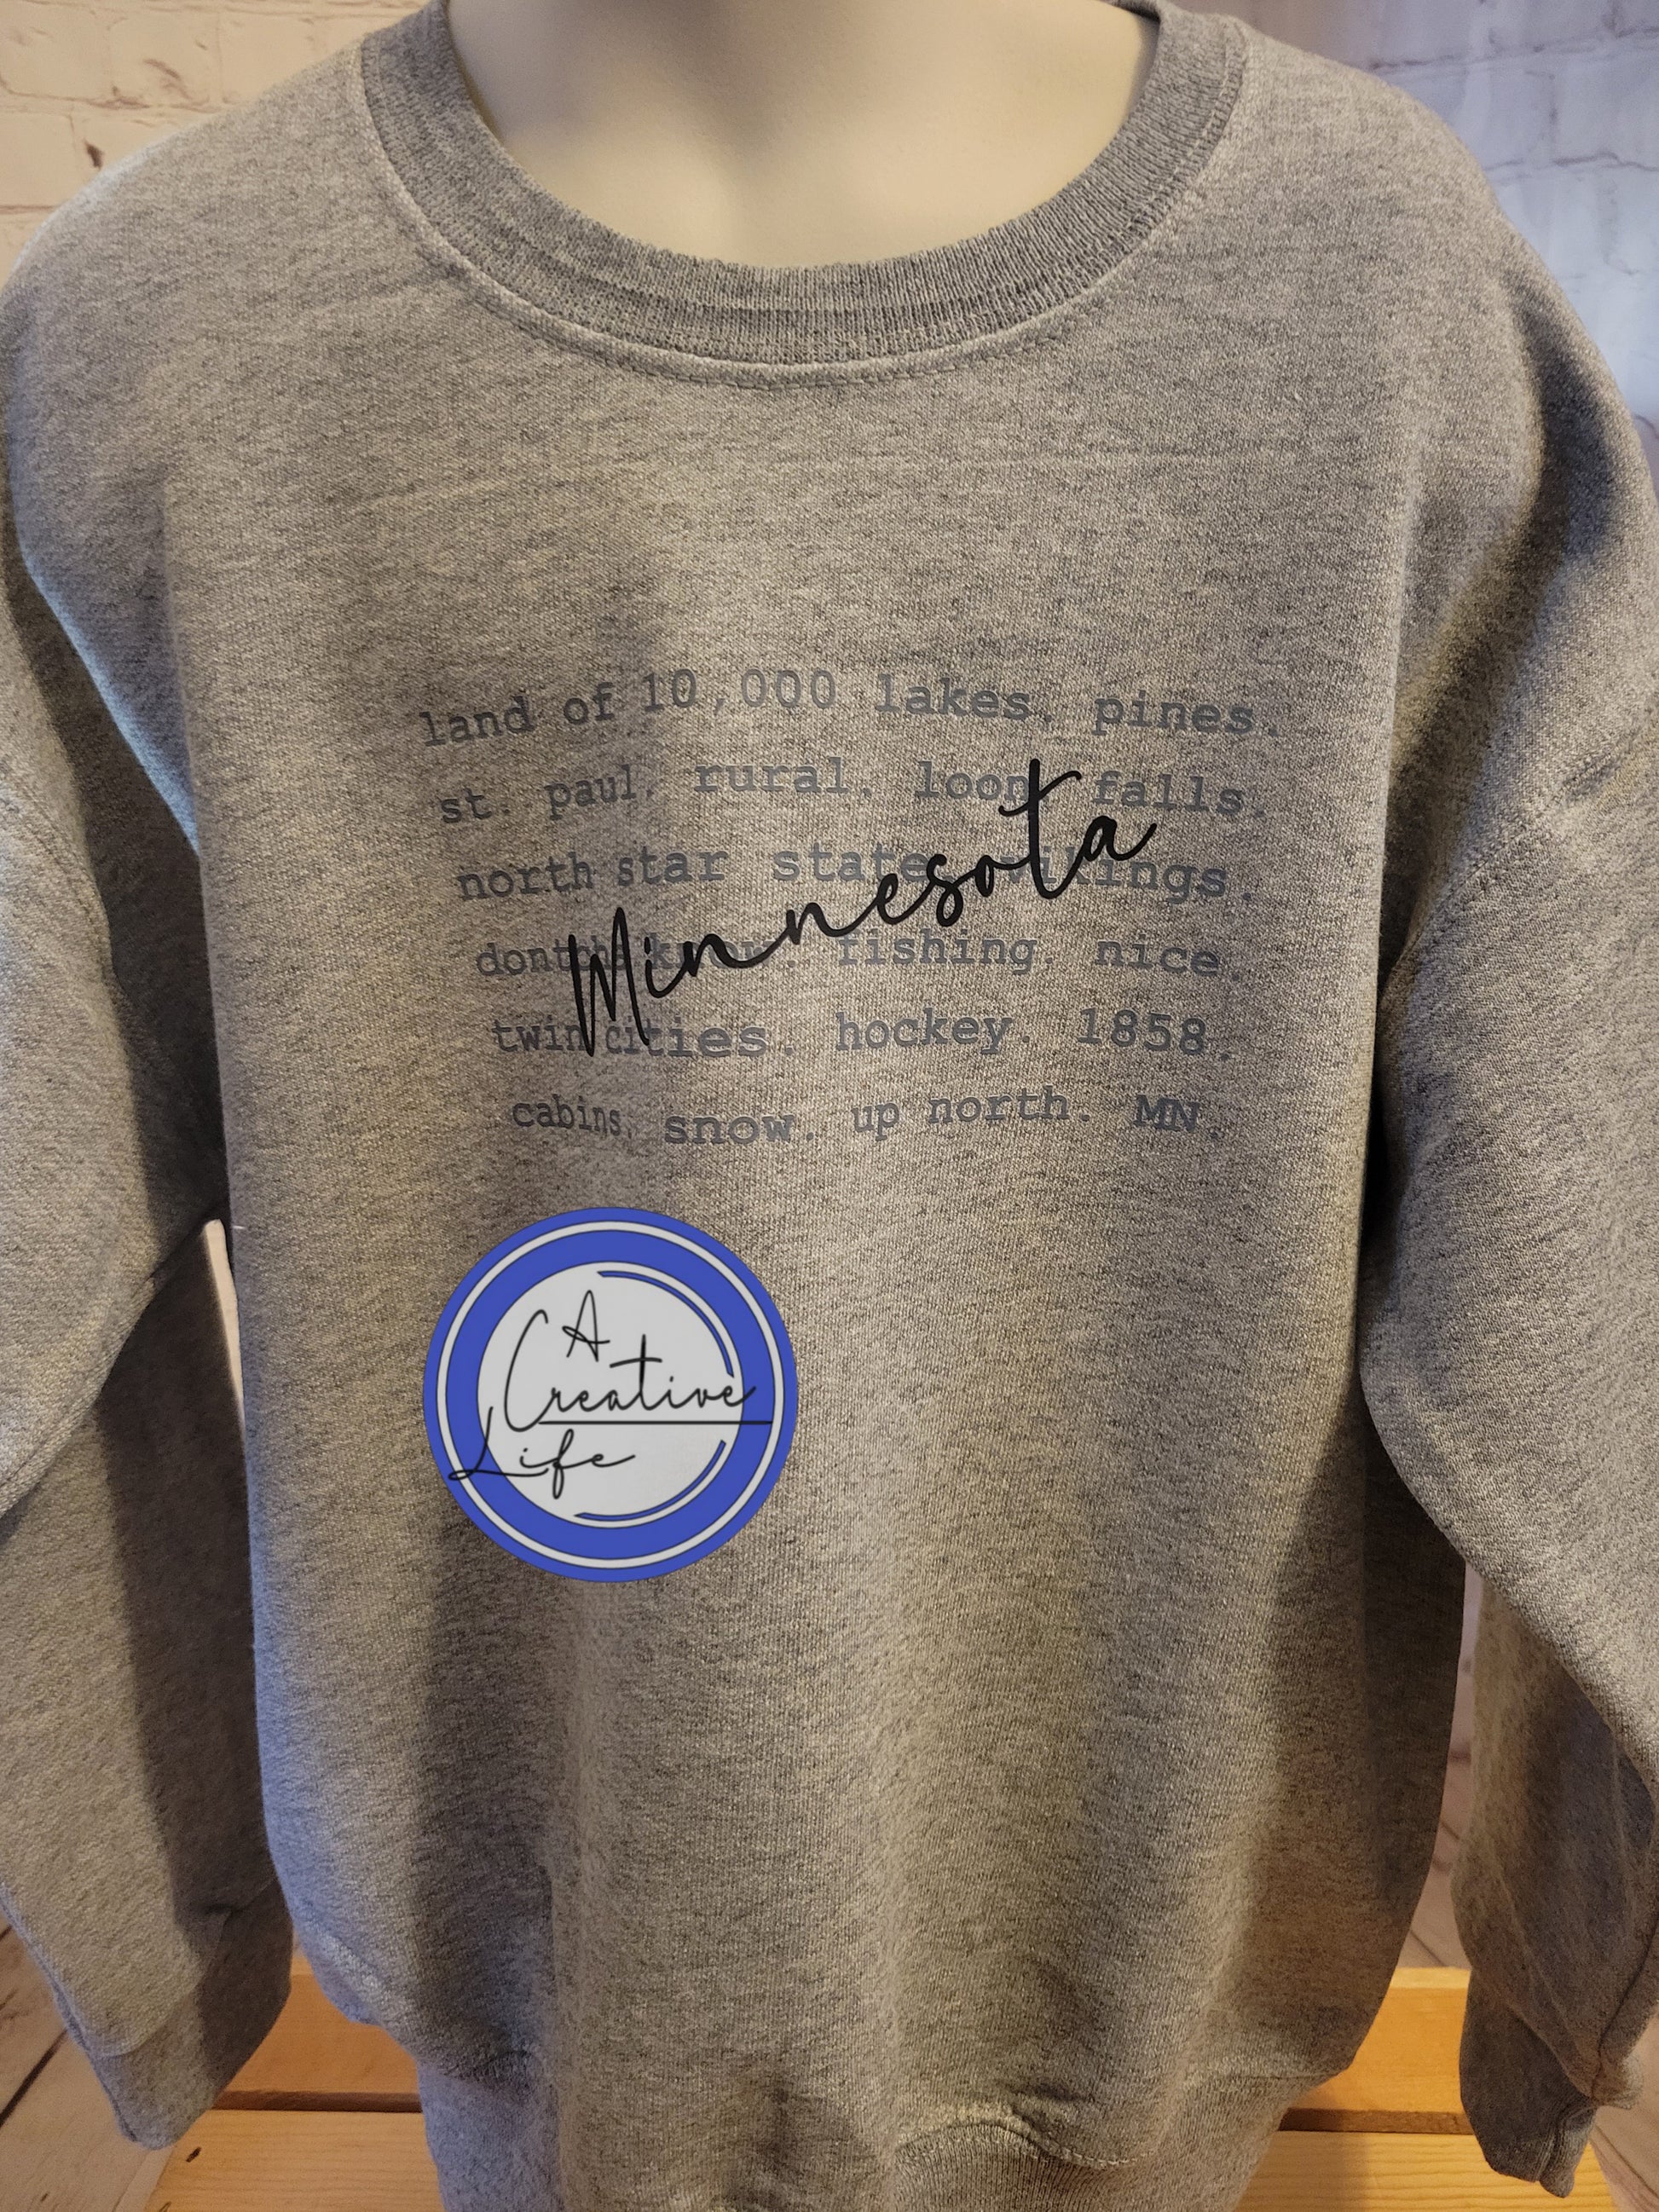 land of 10,000 lakes. pines.
st. paul. rural. loon. falls.
north star state. vikings.
dontcha know. fishing. nice.
twin cities. hockey. 1858.
cabins. snow. up north. MN.
Minnesota
A
Creative
Life